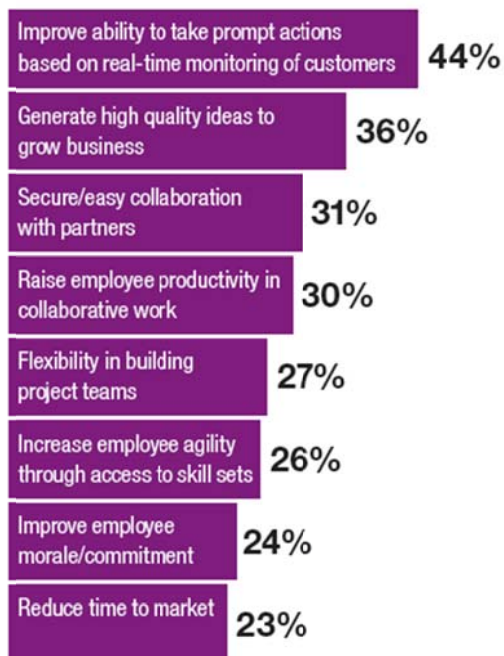 Improve ability to take prompt actions
based on real-time monitoring of customers
44%
Generate high quality ideas to
grow business
36%
Secure/easy collaboration
with partners
31%
Raise employee productivity in
collaborative work
30%
Flexibility in building
project teams
27%
Increase employee agility
through access to skill sets
26%
Improve employee
morale/commitment
24%
Reduce time to market
23%